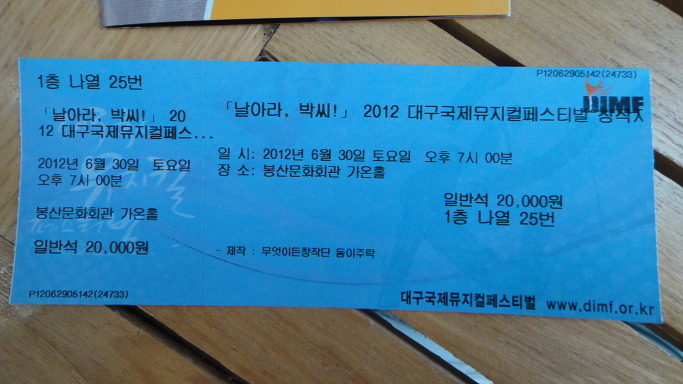 1층 나열 25번
「날아라, 박씨!」 20
12 대구국제뮤지컬페스...
2012년 6월 30일 토요일
오후 7시 00분
봉산문화회관 가온홀
일반석 20,000원
P12062905142(24733)
P12062905142(24733)
DIMF
「날아라, 박씨!」 2012 대구국제뮤지컬페스티벌 창작
일 시: 2012년 6월 30일 토요일 오후 7시 00분
장 소: 봉산문화회관 가온홀
일반석 20,000원
1층 나열 25번
- 제작 : 무엇이든창작단 동이주락
대구국제뮤지컬페스티벌 www.dimf.or.kr